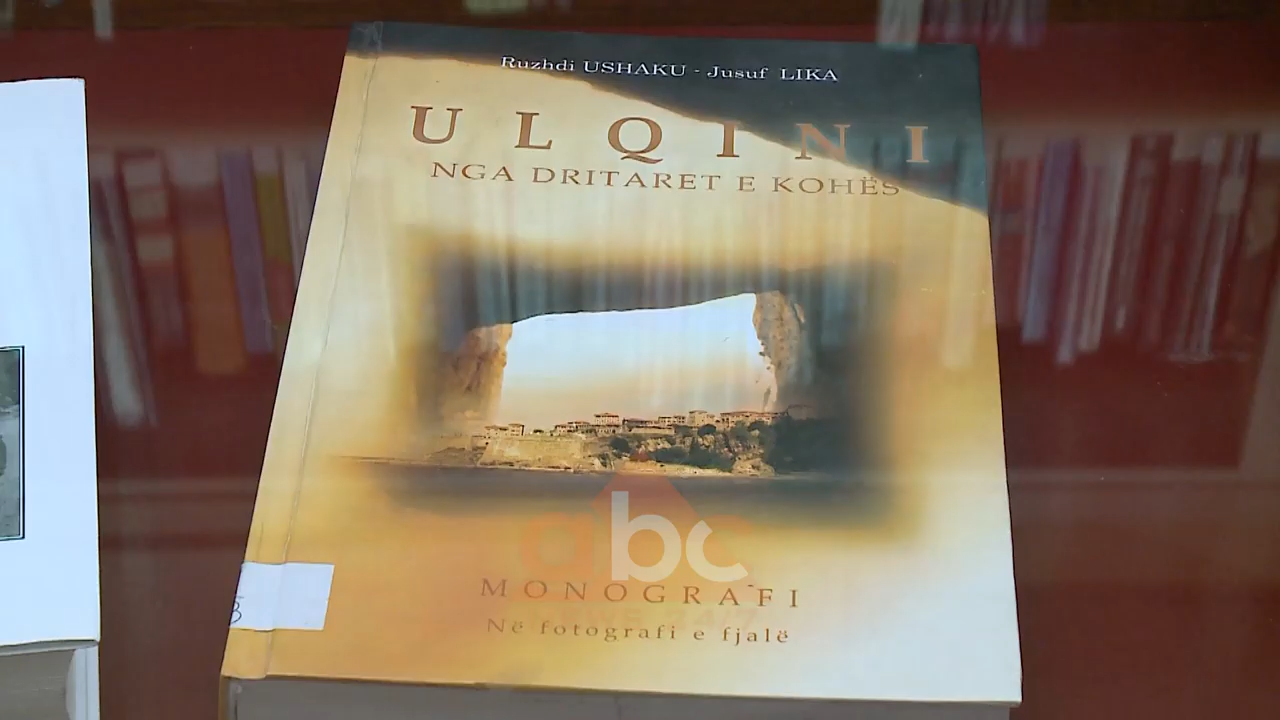 Ruzhdi USHAKU - Jusuf LIKA
ULQINI
NGA DRITARET E KOHËS
abc
MONOGRAFI
Në fotografi e fjalë